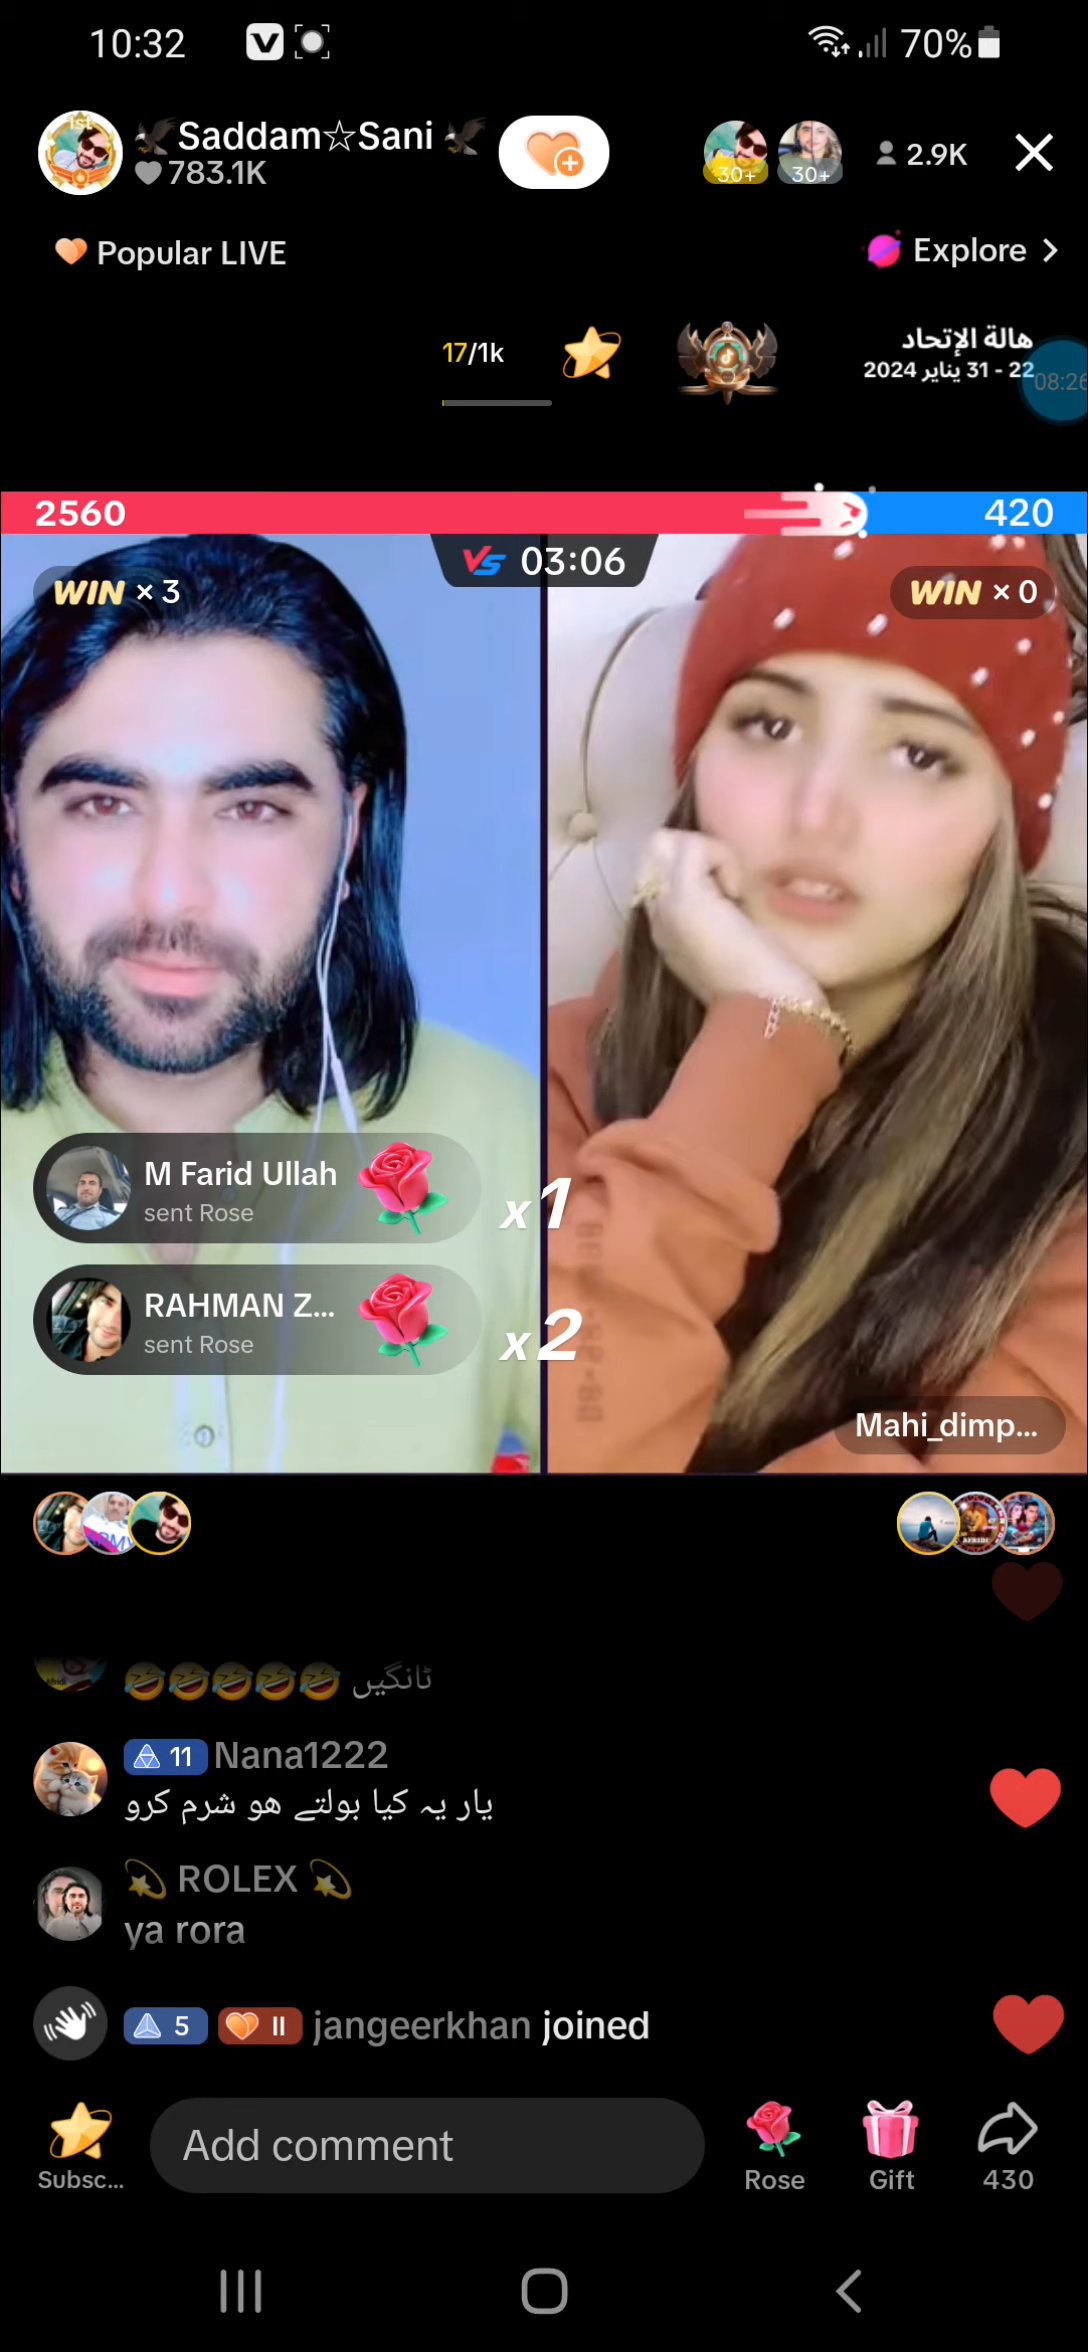 10:32
70%
Saddam☆Sani
783.1K
30+
30+
2.9K
Popular LIVE
Explore
17/1k
هالة الإتحاد
22 - 31 يناير 2024
08:26
2560
420
VS 03:06
WIN × 3
WIN × 0
M Farid Ullah
sent Rose
x1
RAHMAN Z...
sent Rose
x2
Mahi_dimp...
ٹانگیں 🤣🤣🤣🤣🤣
11 Nana1222
یار یہ کیا بولتے هو شرم کرو
ROLEX
ya rora
5 II jangeerkhan joined
Add comment
Subsc...
Rose
Gift
430